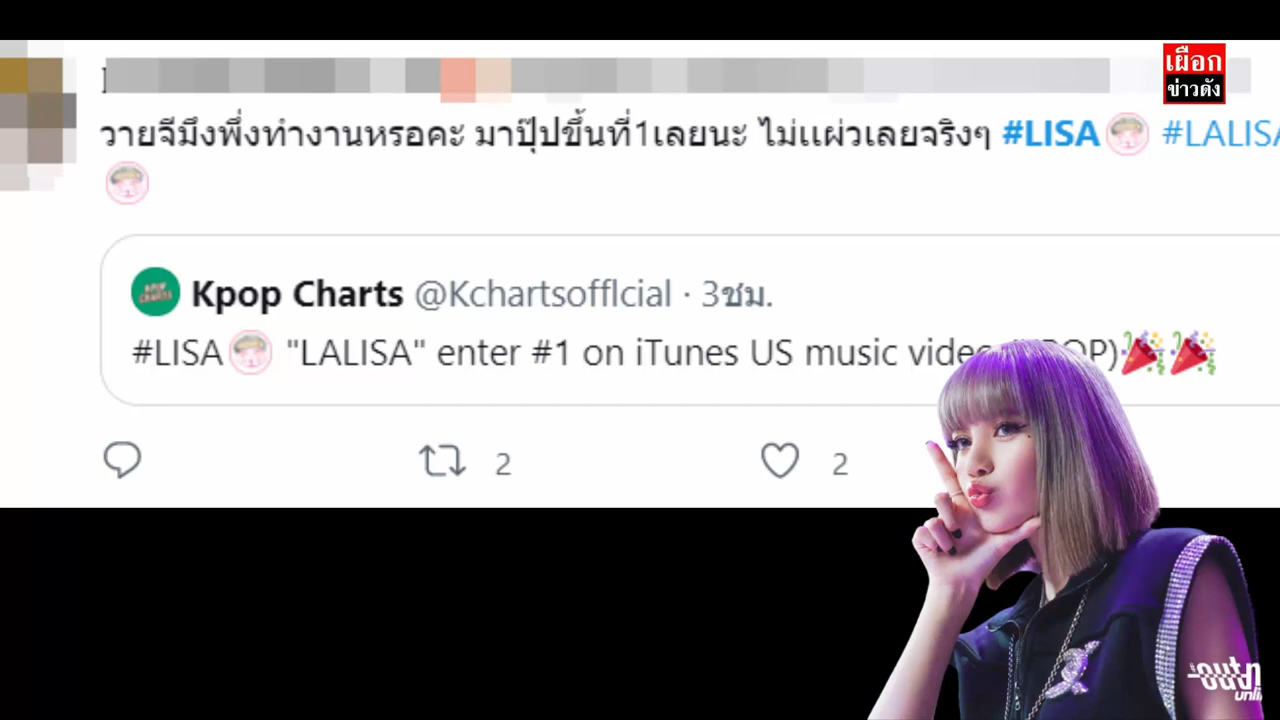 เผือก
ข่าวดัง
วายจีมึงพึ่งทำงานหรอคะ มาปุ๊ปขึ้นที่1เลยนะ ไม่แผ่วเลยจริงๆ #LISA #LALISA
Kpop Charts @Kchartsofflcial · 3ชม.
#LISA "LALISA" enter #1 on iTunes US music video POP)
2
2